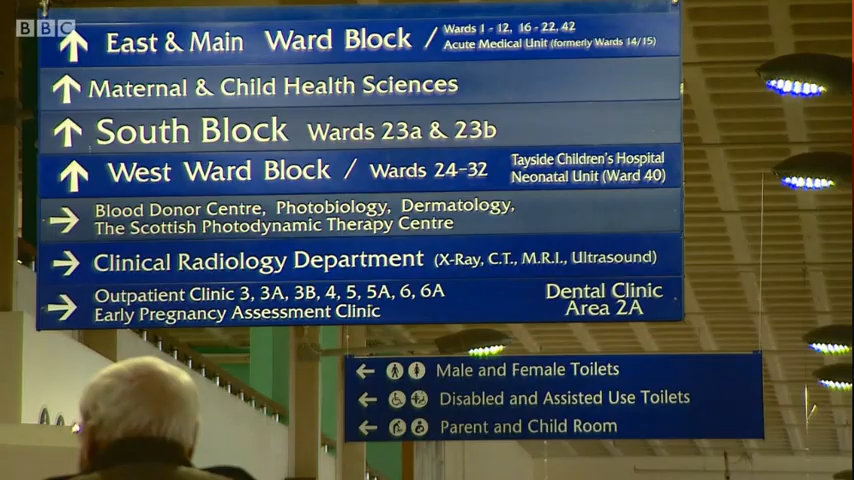 BBC
East & Main Ward Block / Wards 1 - 12, 16 - 22, 42
Acute Medical Unit (formerly Wards 14/15)
Maternal & Child Health Sciences
South Block Wards 23a & 23b
West Ward Block / Wards 24-32 Tayside Children's Hospital
Neonatal Unit (Ward 40)
Blood Donor Centre, Photobiology, Dermatology,
The Scottish Photodynamic Therapy Centre
Clinical Radiology Department (X-Ray, C.T., M.R.I., Ultrasound)
Outpatient Clinic 3, 3A, 3B, 4, 5, 5A, 6, 6A
Early Pregnancy Assessment Clinic
Dental Clinic
Area 2A
Male and Female Toilets
Disabled and Assisted Use Toilets
Parent and Child Room